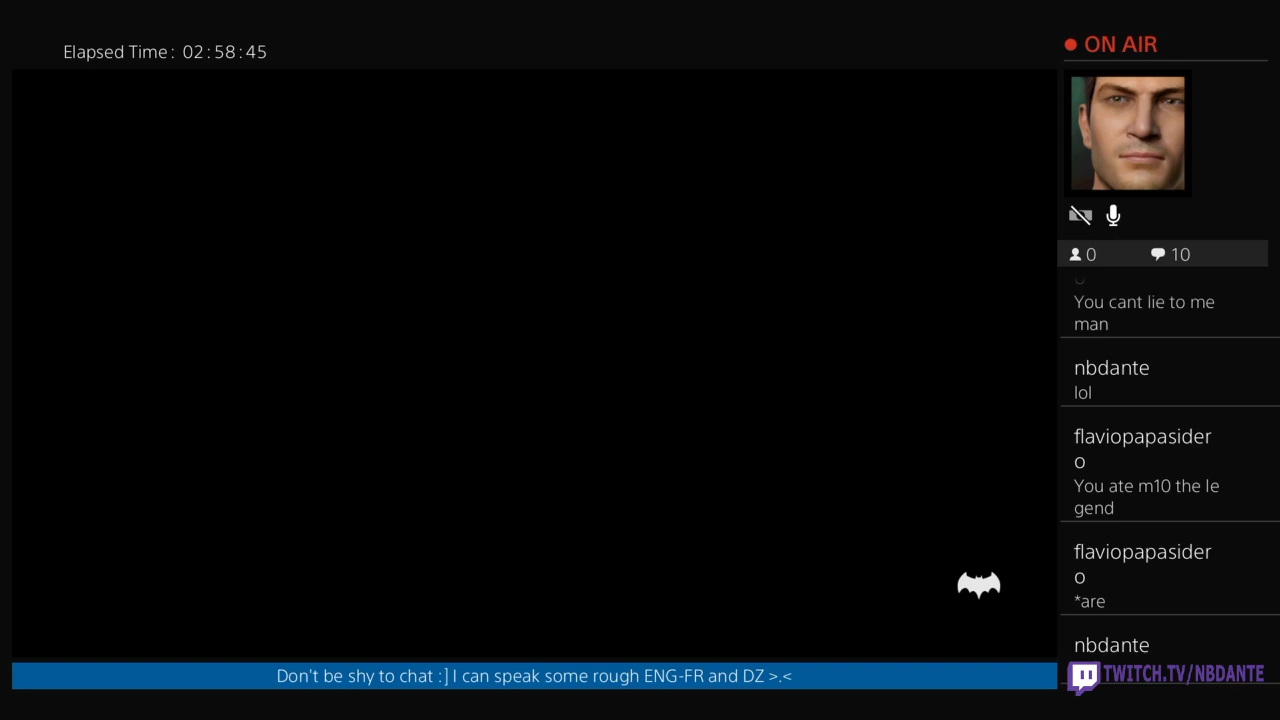 Elapsed Time: 02:58:45
ON AIR
0 10
You cant lie to me
man
nbdante
lol
flaviopapasider
o
You ate m10 the le
gend
flaviopapasider
o
*are
nbdante
TWITCH.TV/NBDANTE
Don't be shy to chat :] I can speak some rough ENG-FR and DZ >.<